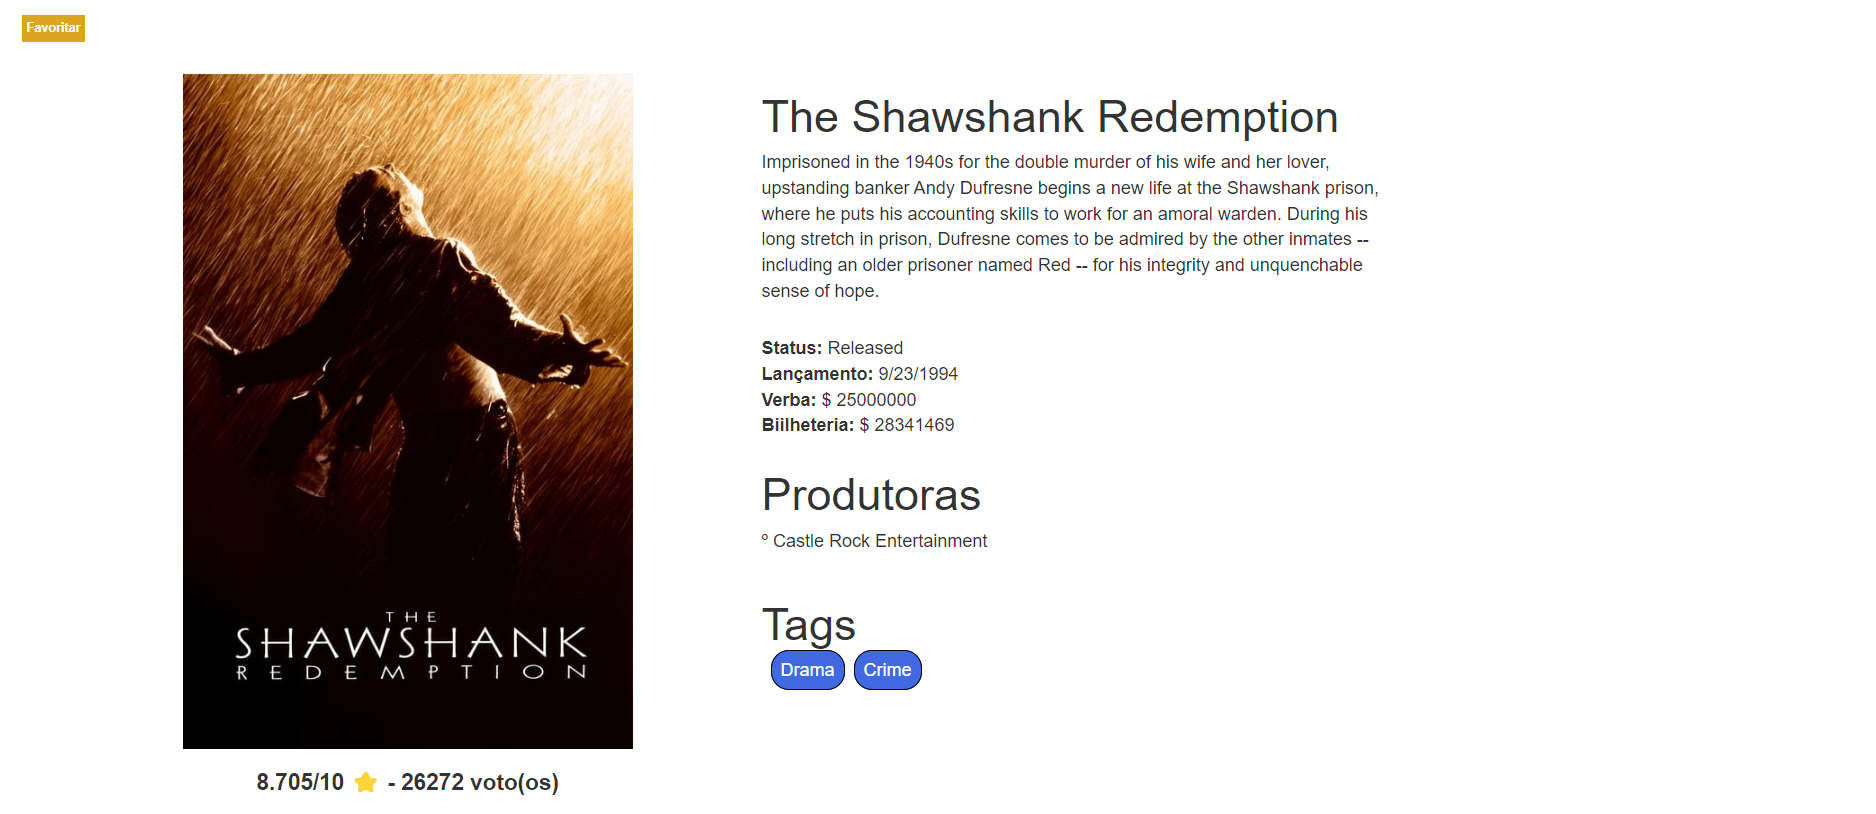 Favoritar
The Shawshank Redemption
Imprisoned in the 1940s for the double murder of his wife and her lover,
upstanding banker Andy Dufresne begins a new life at the Shawshank prison,
where he puts his accounting skills to work for an amoral warden. During his
long stretch in prison, Dufresne comes to be admired by the other inmates --
including an older prisoner named Red -- for his integrity and unquenchable
sense of hope.
Status: Released
Lançamento: 9/23/1994
Verba: $ 25000000
Biilheteria: $ 28341469
Produtoras
º Castle Rock Entertainment
Tags
Drama Crime
THE
SHAWSHANK
REDEMPTION
8.705/10 ⭐ - 26272 voto(os)